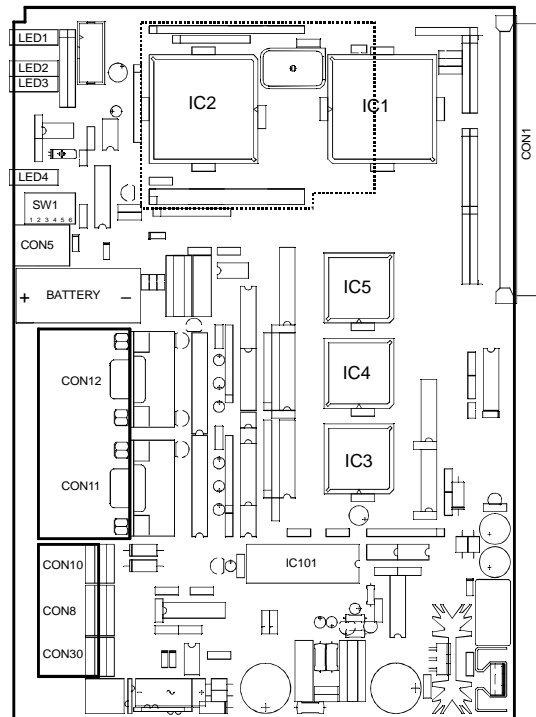 LED1
LED2
LED3
IC2
IC1
CON1
LED4
SW1
1 2 3 4 5 6
CON5
+ BATTERY −
IC5
IC4
CON12
IC3
CON11
CON10
IC101
CON8
CON30
~
+